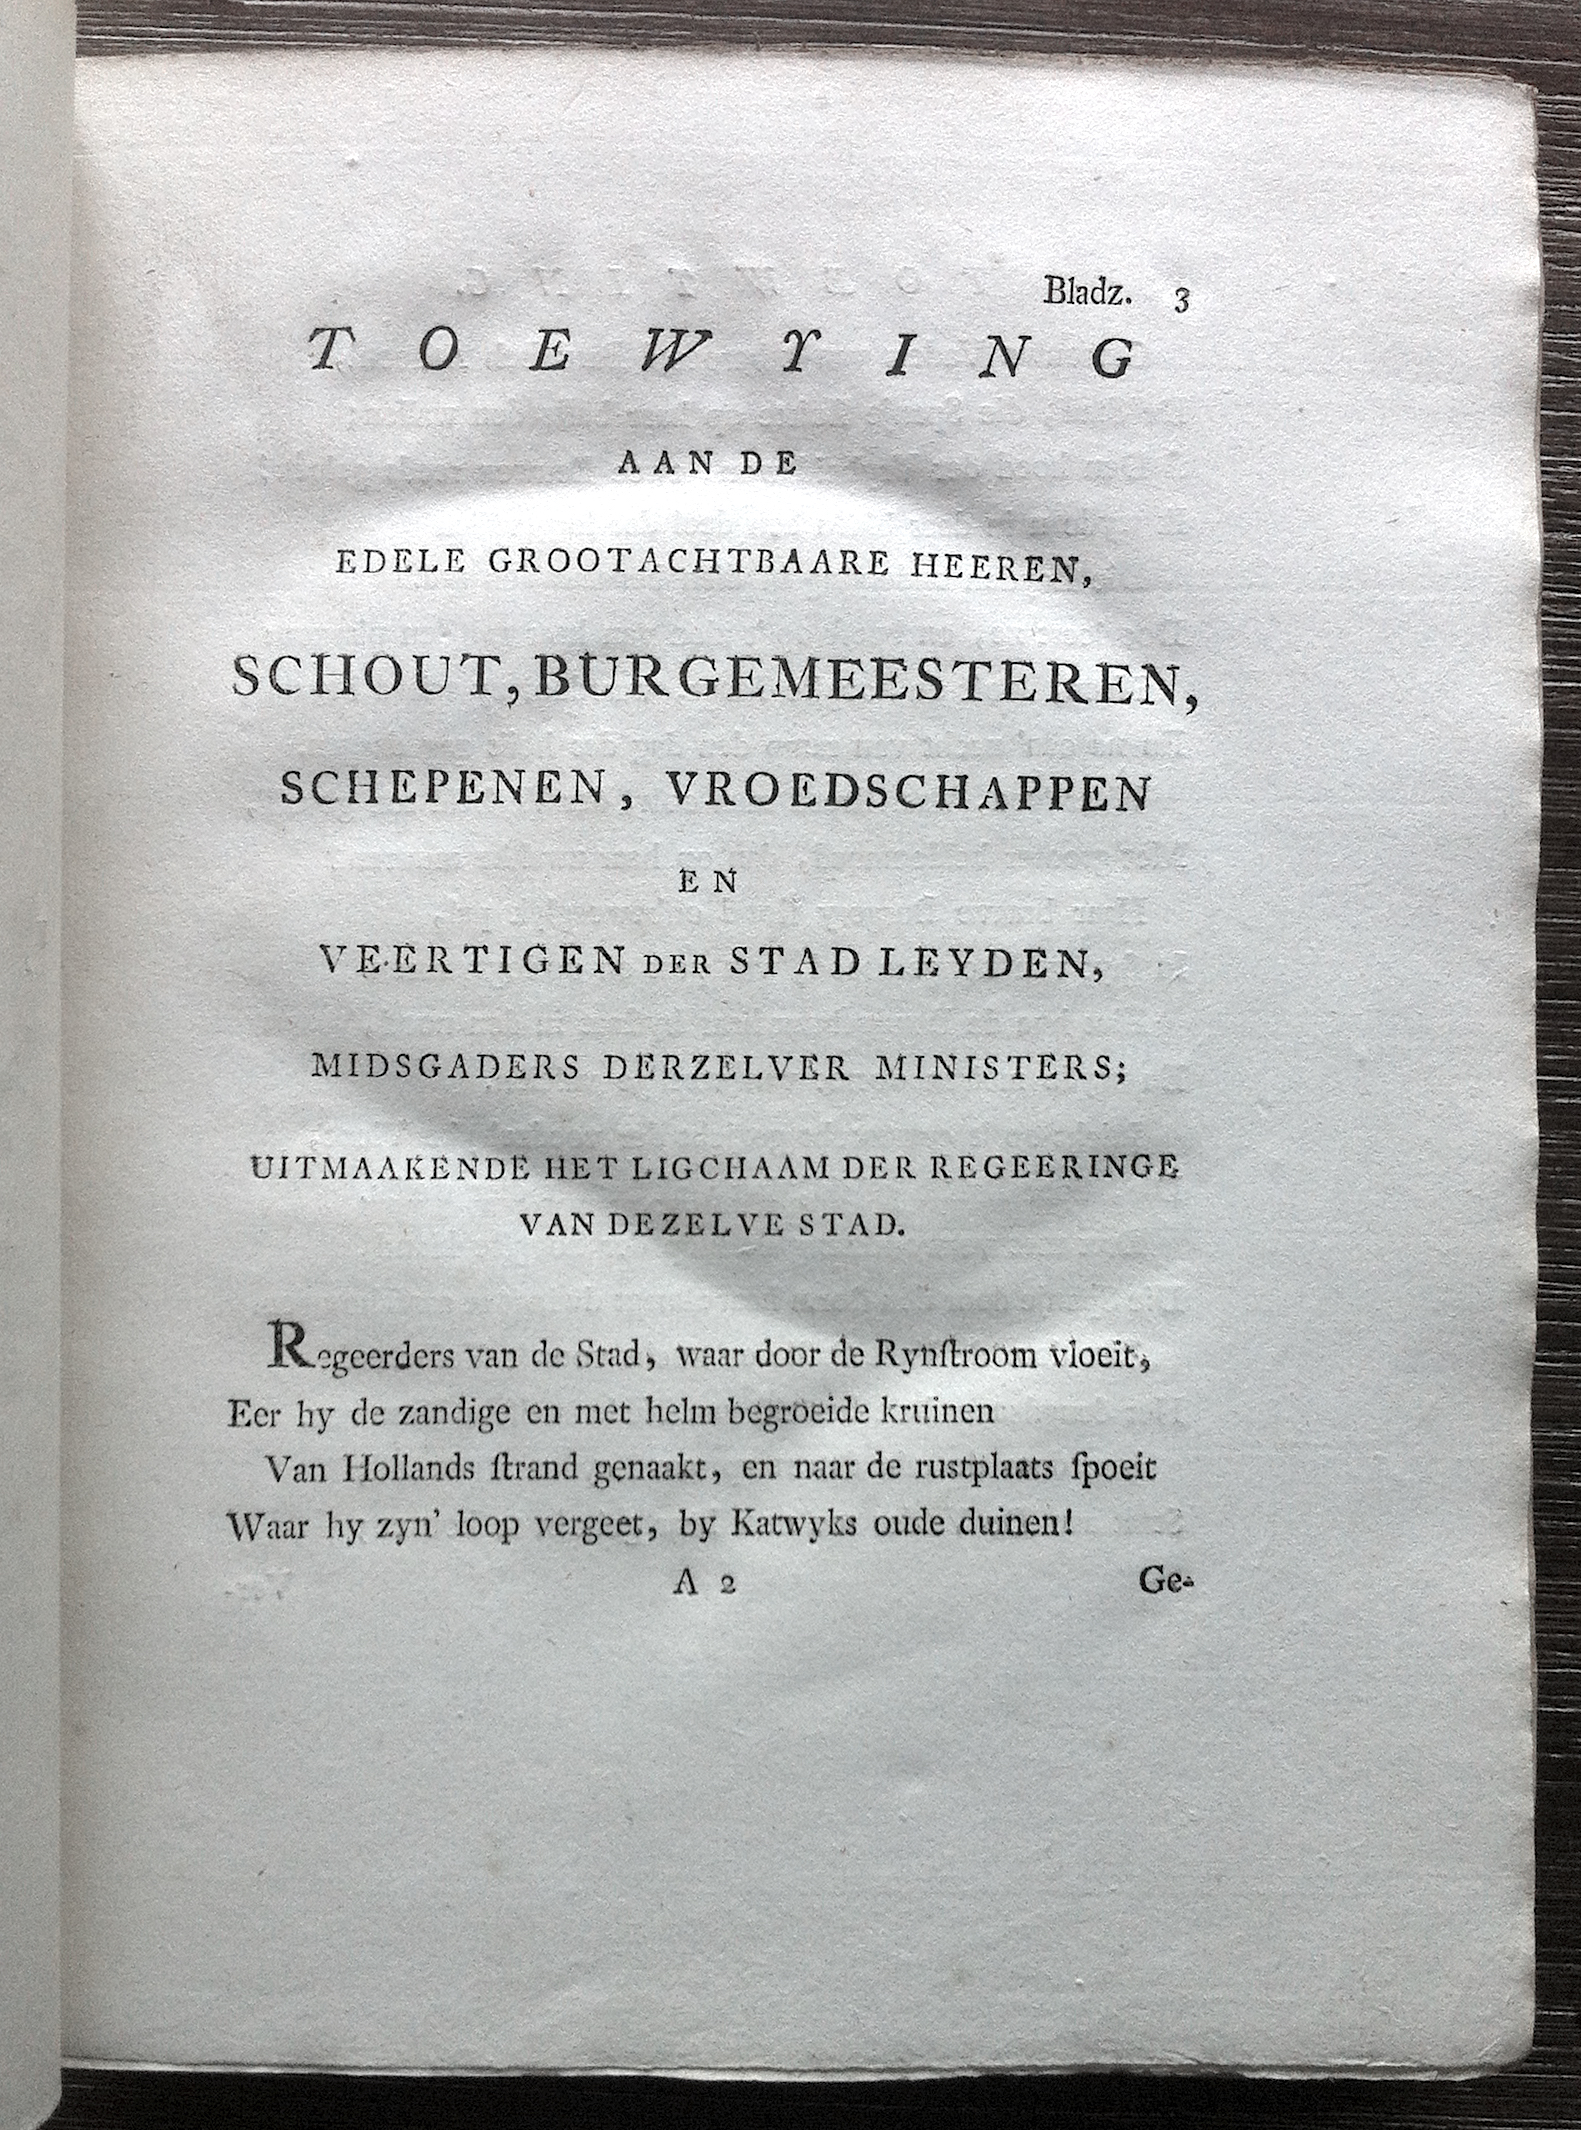 Bladz. 3
TOEWYING
AAN DE
EDELE GROOTACHTBAARE HEEREN,
SCHOUT, BURGEMEESTEREN,
SCHEPENEN, VROEDSCHAPPEN
EN
VEERTIGEN DER STAD LEYDEN,
MIDSGADERS DERZELVER MINISTERS;
UITMAAKENDE HET LIGCHAAM DER REGEERINGE
VAN DEZELVE STAD.
Regeerders van de Stad, waar door de Rynſtroom vloeit,
Eer hy de zandige en met helm begroeide kruinen
Van Hollands ſtrand genaakt, en naar de rustplaats ſpoeit
Waar hy zyn' loop vergeet, by Katwyks oude duinen!
A 2 Ge-